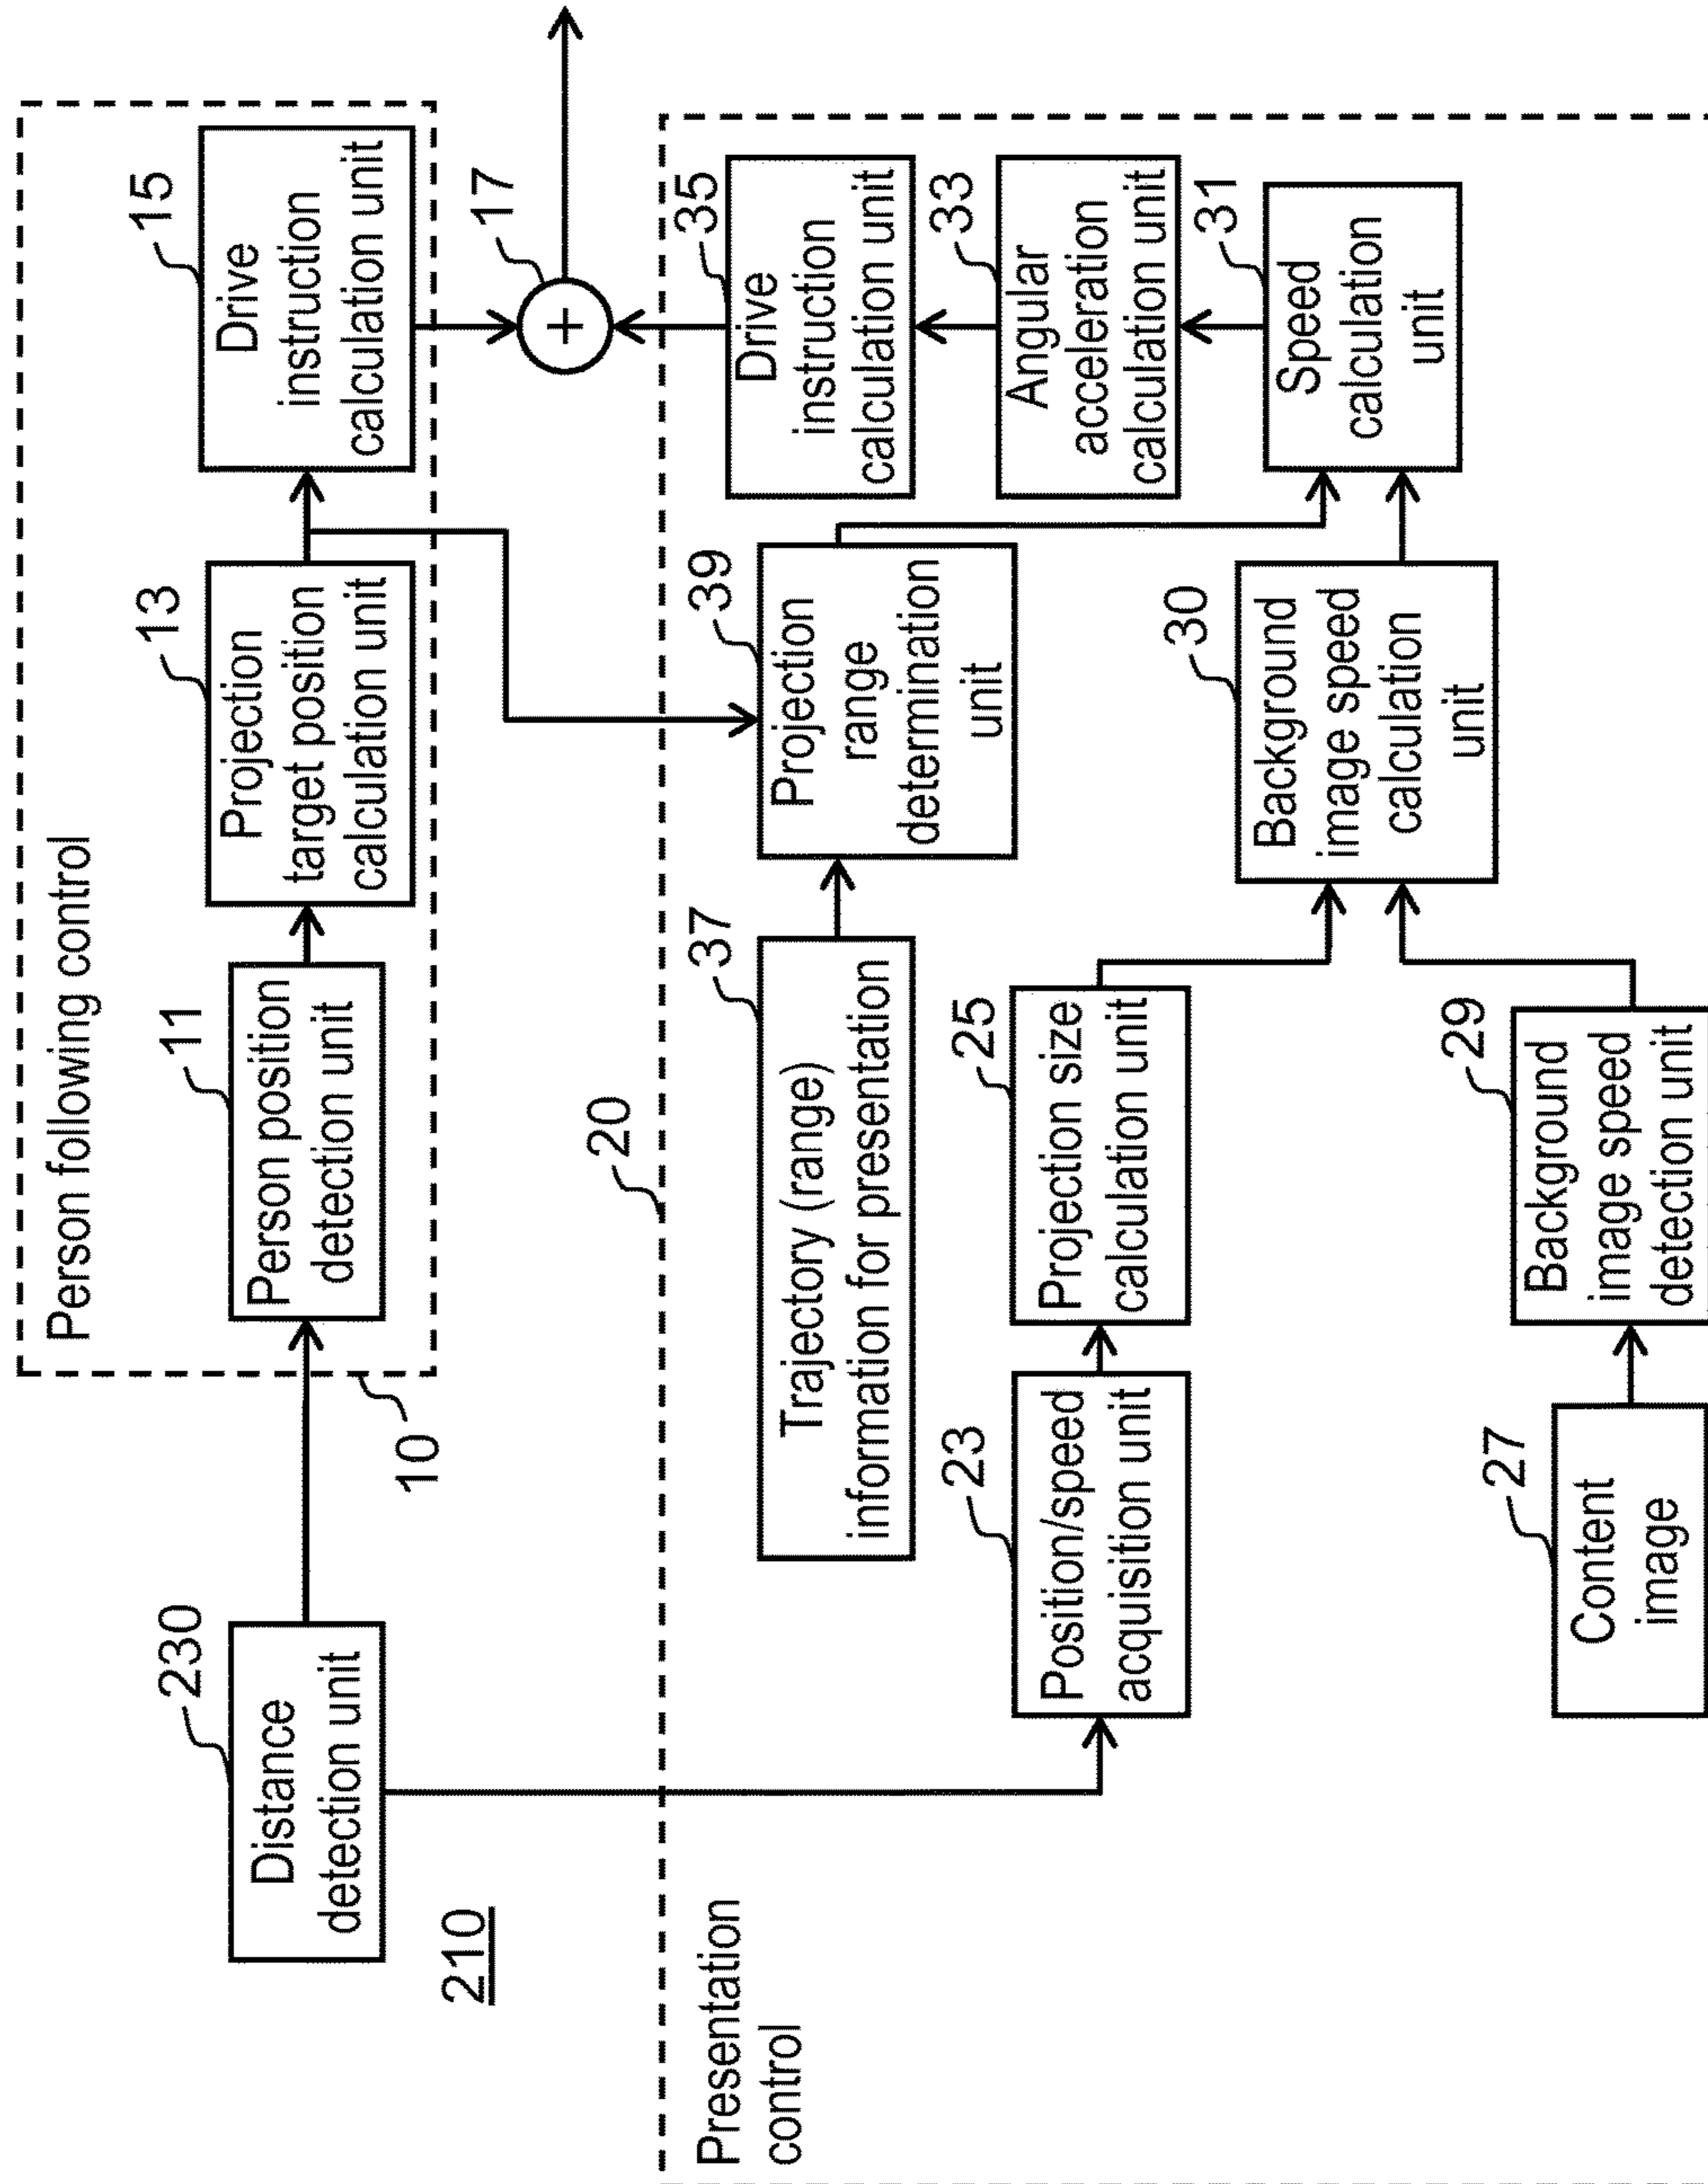 Person following control
230
Distance
detection unit
11
Person position
detection unit
13
Projection
target position
calculation unit
15
Drive
instruction
calculation unit
10
210
17
+
20
Presentation
control
37
Trajectory (range)
information for presentation
39
Projection
range
determination
unit
35
Drive
instruction
calculation unit
33
Angular
acceleration
calculation unit
23
Position/speed
acquisition unit
25
Projection size
calculation unit
30
Background
image speed
calculation
unit
31
Speed
calculation
unit
27
Content
image
29
Background
image speed
detection unit